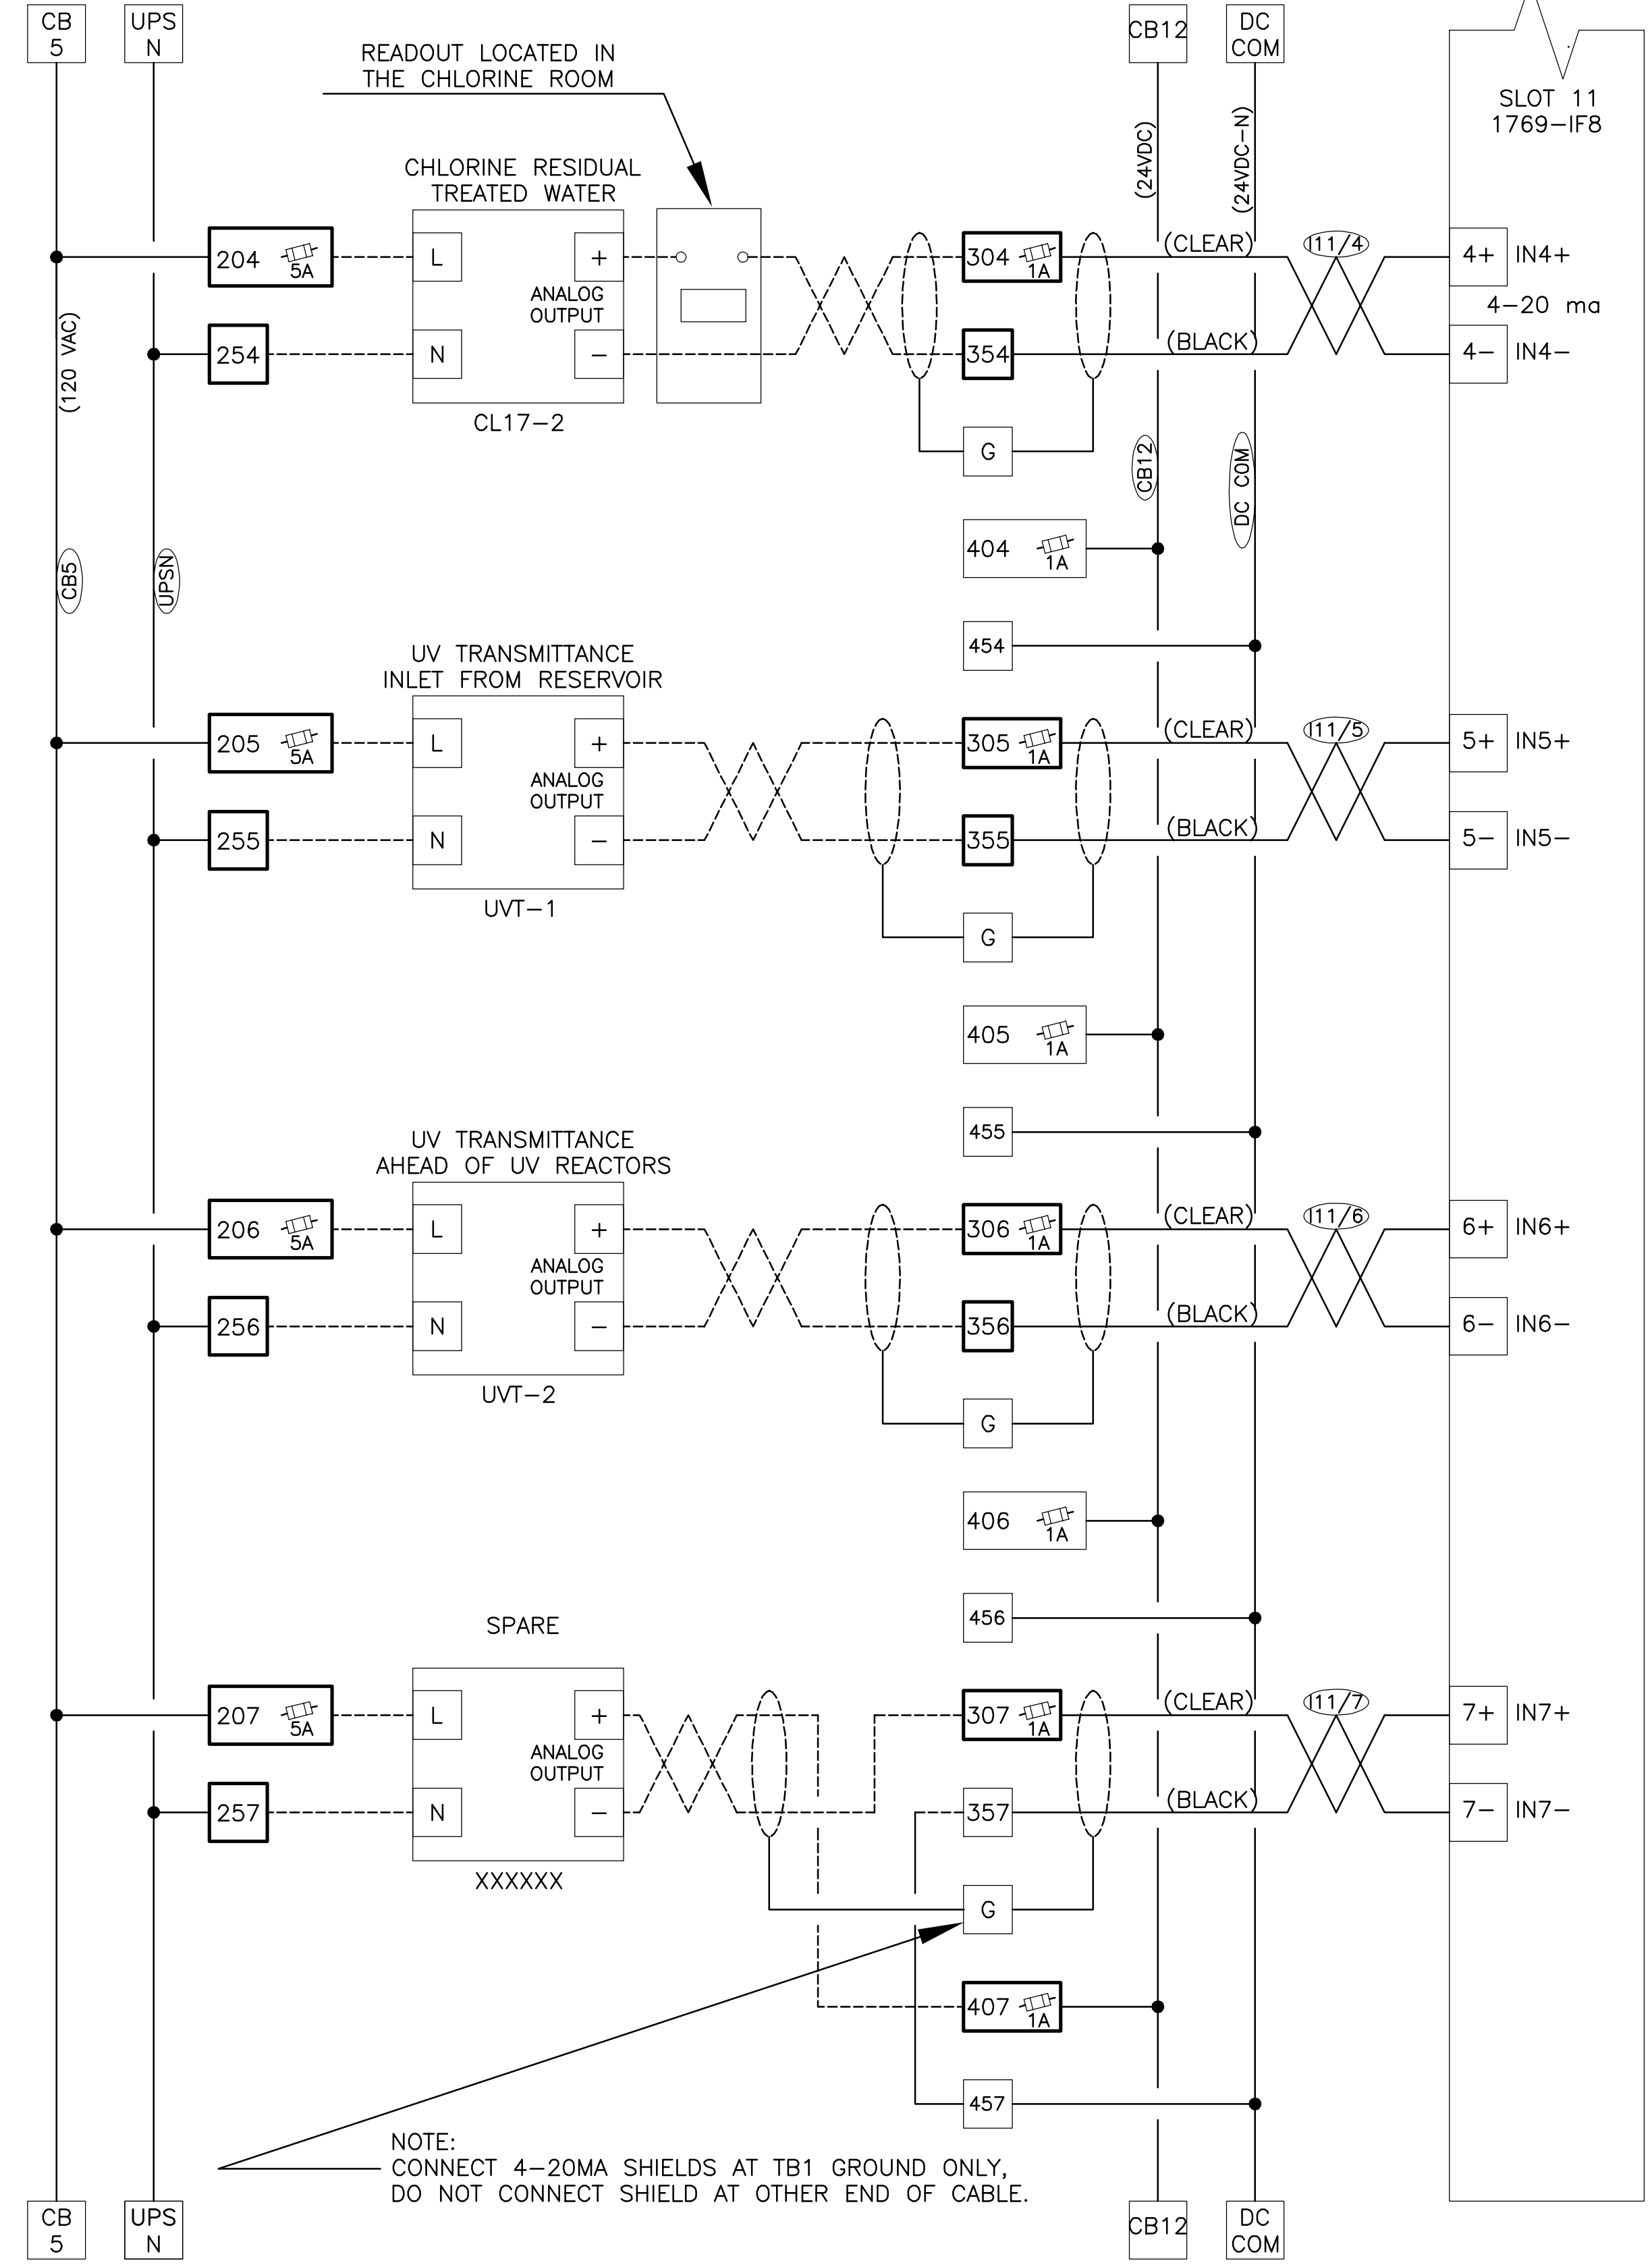 CB
5
UPS
N
CB12
DC
COM
READOUT LOCATED IN
THE CHLORINE ROOM
SLOT 11
1769-IF8
(24VDC)
(24VDC-N)
CHLORINE RESIDUAL
TREATED WATER
204
5A
L
+
ANALOG
OUTPUT
304
1A
(CLEAR)
I11/4
4+
IN4+
4-20 ma
(120 VAC)
254
N
-
354
(BLACK)
4-
IN4-
CL17-2
G
CB12
DC COM
404
1A
CB5
UPSN
454
UV TRANSMITTANCE
INLET FROM RESERVOIR
205
5A
L
+
ANALOG
OUTPUT
305
1A
(CLEAR)
I11/5
5+
IN5+
255
N
-
355
(BLACK)
5-
IN5-
UVT-1
G
405
1A
455
UV TRANSMITTANCE
AHEAD OF UV REACTORS
206
5A
L
+
ANALOG
OUTPUT
306
1A
(CLEAR)
I11/6
6+
IN6+
256
N
-
356
(BLACK)
6-
IN6-
UVT-2
G
406
1A
456
SPARE
207
5A
L
+
ANALOG
OUTPUT
307
1A
(CLEAR)
I11/7
7+
IN7+
257
N
-
357
(BLACK)
7-
IN7-
XXXXXX
G
407
1A
457
NOTE:
CONNECT 4-20MA SHIELDS AT TB1 GROUND ONLY,
DO NOT CONNECT SHIELD AT OTHER END OF CABLE.
CB
5
UPS
N
CB12
DC
COM